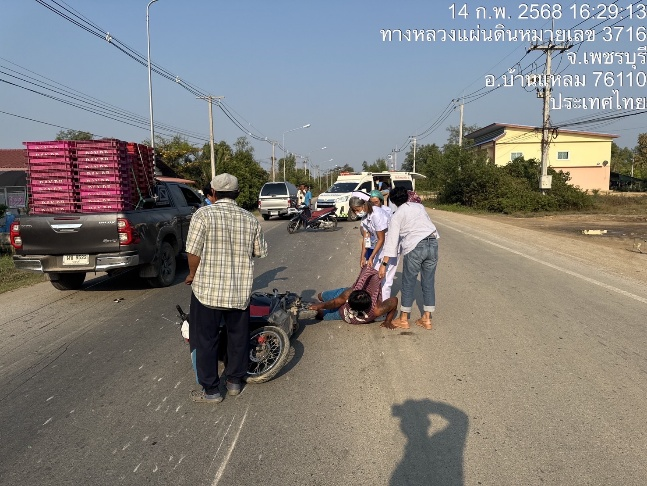 14 ก.พ. 2568 16:29:13
ทางหลวงแผ่นดินหมายเลข 3716
จ.เพชรบุรี
อ.บ้านแหลม 76110
ประเทศไทย